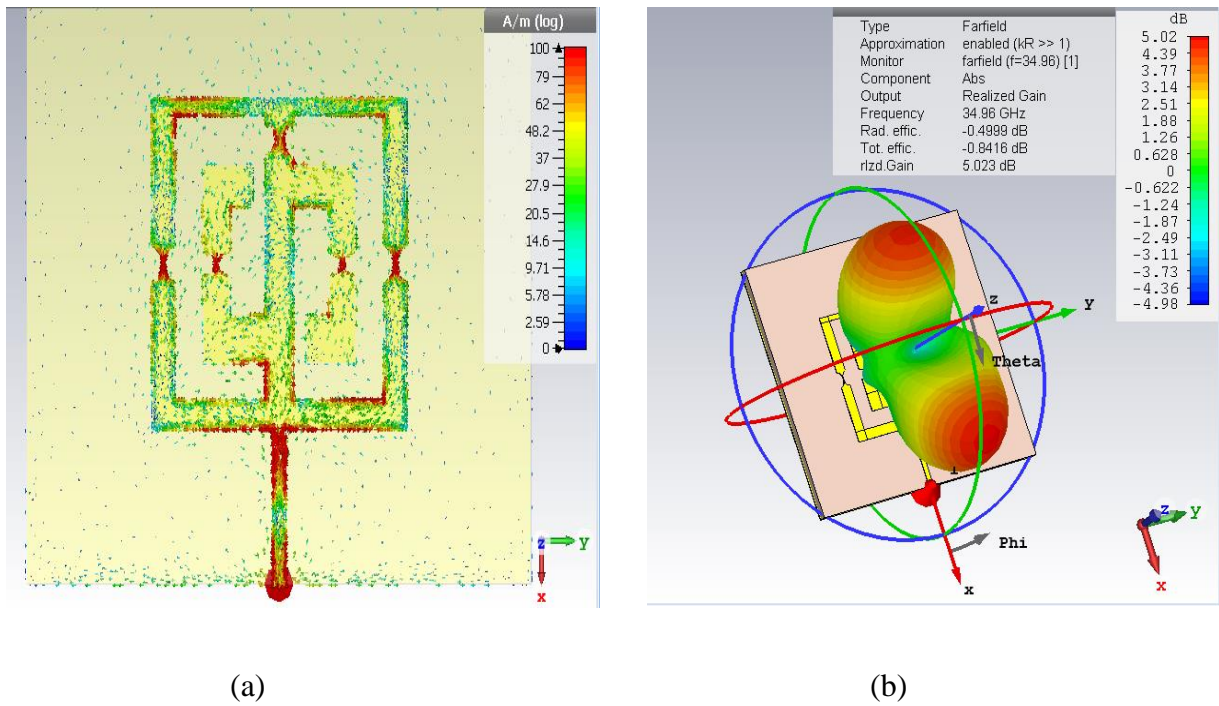 A/m (log)
100
79
62
48.2
37
27.9
20.5
14.6
9.71
5.78
2.59
0
z
y
x
(a)
Type Farfield
Approximation enabled (kR >> 1)
Monitor farfield (f=34.96) [1]
Component Abs
Output Realized Gain
Frequency 34.96 GHz
Rad. effic. -0.4999 dB
Tot. effic. -0.8416 dB
rlzd.Gain 5.023 dB
dB
5.02
4.39
3.77
3.14
2.51
1.88
1.26
0.628
0
-0.622
-1.24
-1.87
-2.49
-3.11
-3.73
-4.36
-4.98
z
y
Theta
Phi
x
z
y
x
(b)